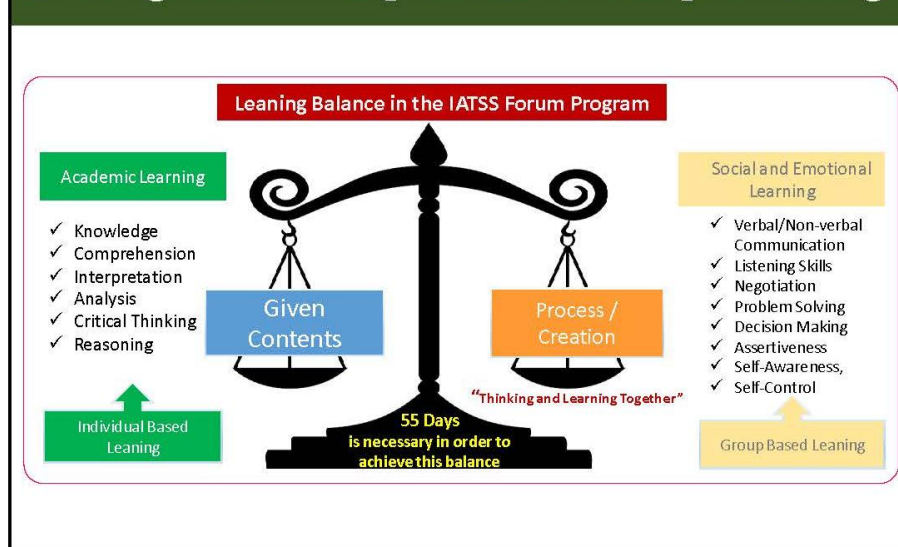 Leaning Balance in the IATSS Forum Program
Academic Learning
✓ Knowledge
✓ Comprehension
✓ Interpretation
✓ Analysis
✓ Critical Thinking
✓ Reasoning
Individual Based
Leaning
Given
Contents
Process /
Creation
“Thinking and Learning Together”
55 Days
is necessary in order to
achieve this balance
Social and Emotional
Learning
✓ Verbal/Non-verbal
Communication
✓ Listening Skills
✓ Negotiation
✓ Problem Solving
✓ Decision Making
✓ Assertiveness
✓ Self-Awareness,
✓ Self-Control
Group Based Leaning